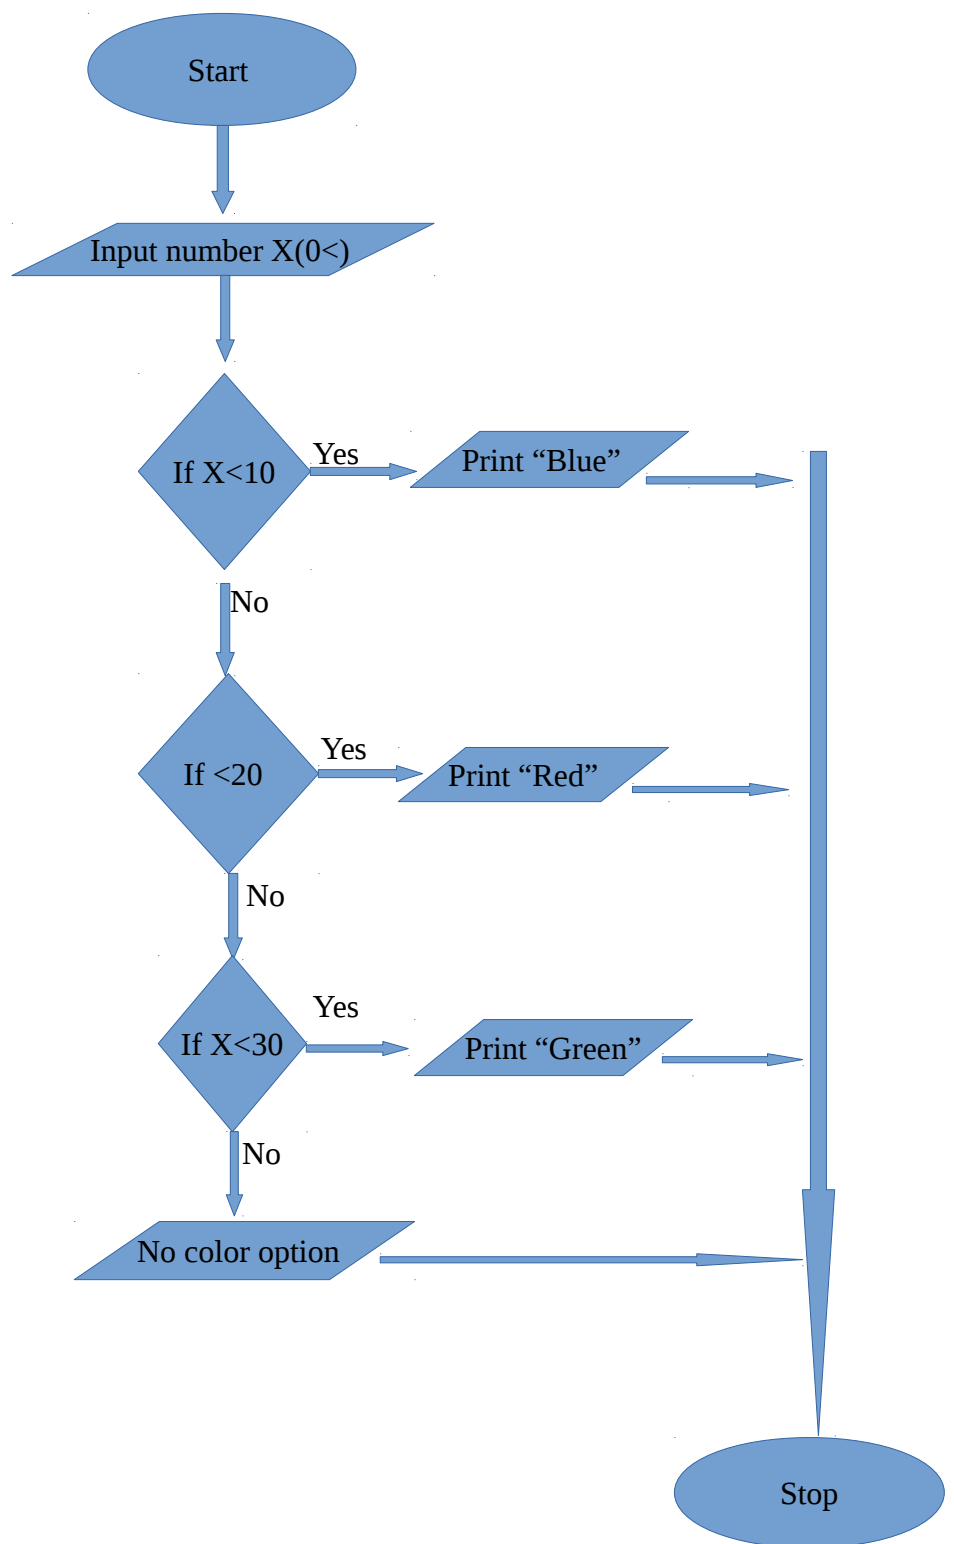 Start
Input number X(0<)
If X<10
Yes
Print “Blue”
No
If <20
Yes
Print “Red”
No
If X<30
Yes
Print “Green”
No
No color option
Stop